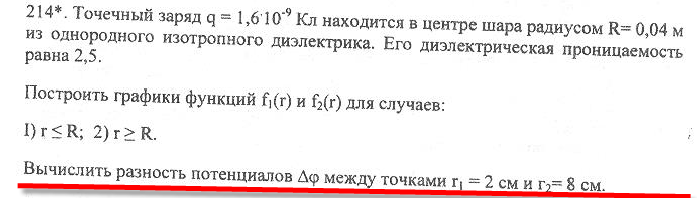 214*. Точечный заряд q = 1,6·10⁻⁹ Кл находится в центре шара радиусом R= 0,04 м
из однородного изотропного диэлектрика. Его диэлектрическая проницаемость
равна 2,5.
Построить графики функций f₁(r) и f₂(r) для случаев:
1) r ≤ R; 2) r ≥ R.
Вычислить разность потенциалов Δφ между точками r₁ = 2 см и r₂= 8 см.